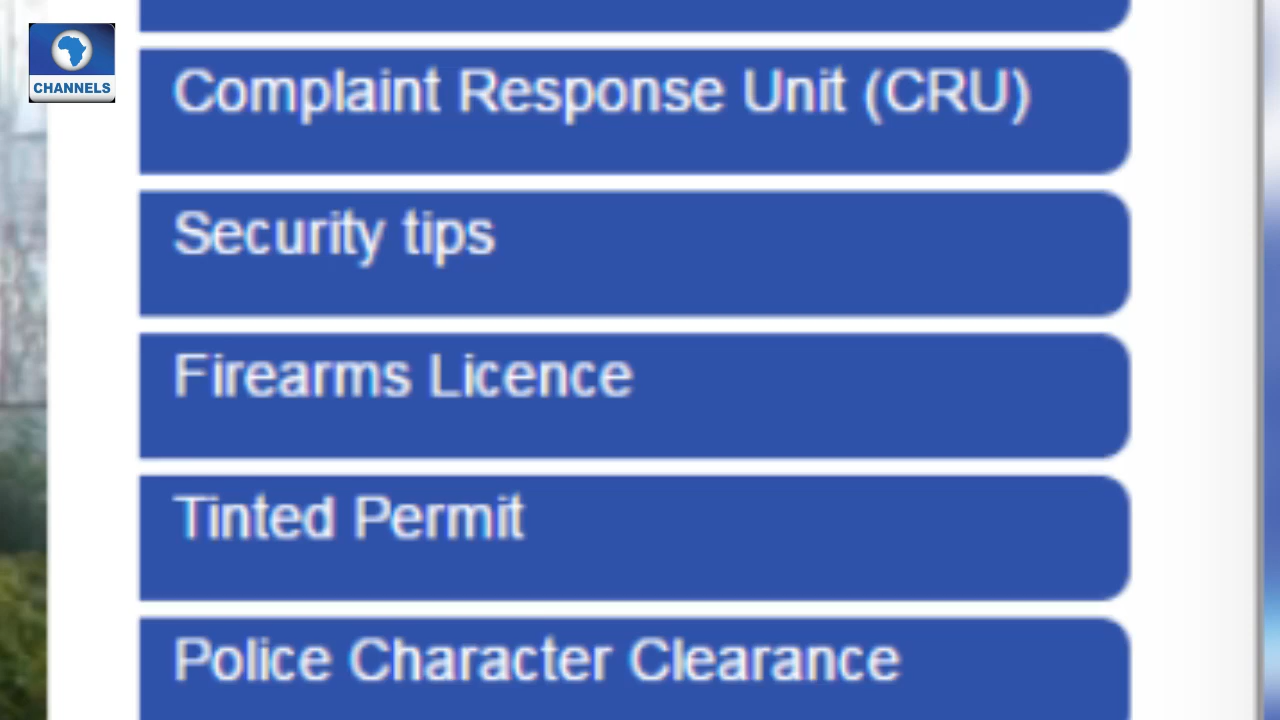 CHANNELS
Complaint Response Unit (CRU)
Security tips
Firearms Licence
Tinted Permit
Police Character Clearance